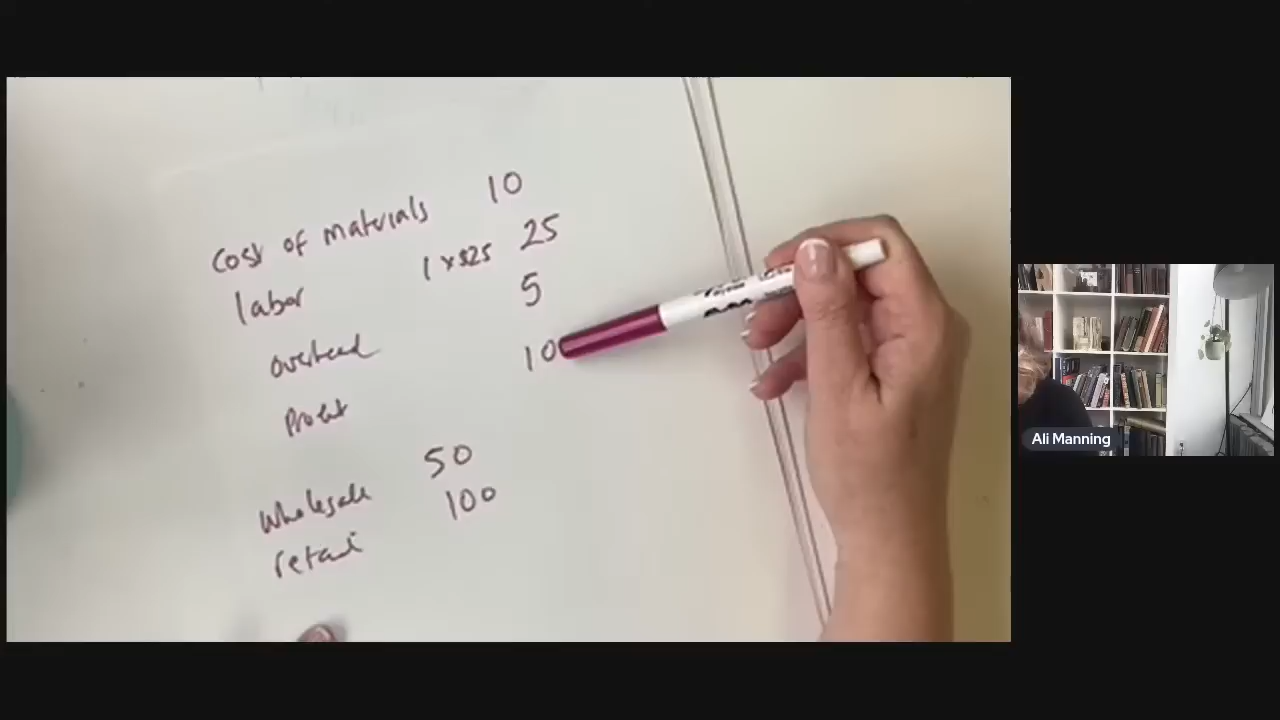 Cost of materials 10
labor 1 x $25 25
overhead 5
Profit 10
wholesale 50
retail 100
Ali Manning